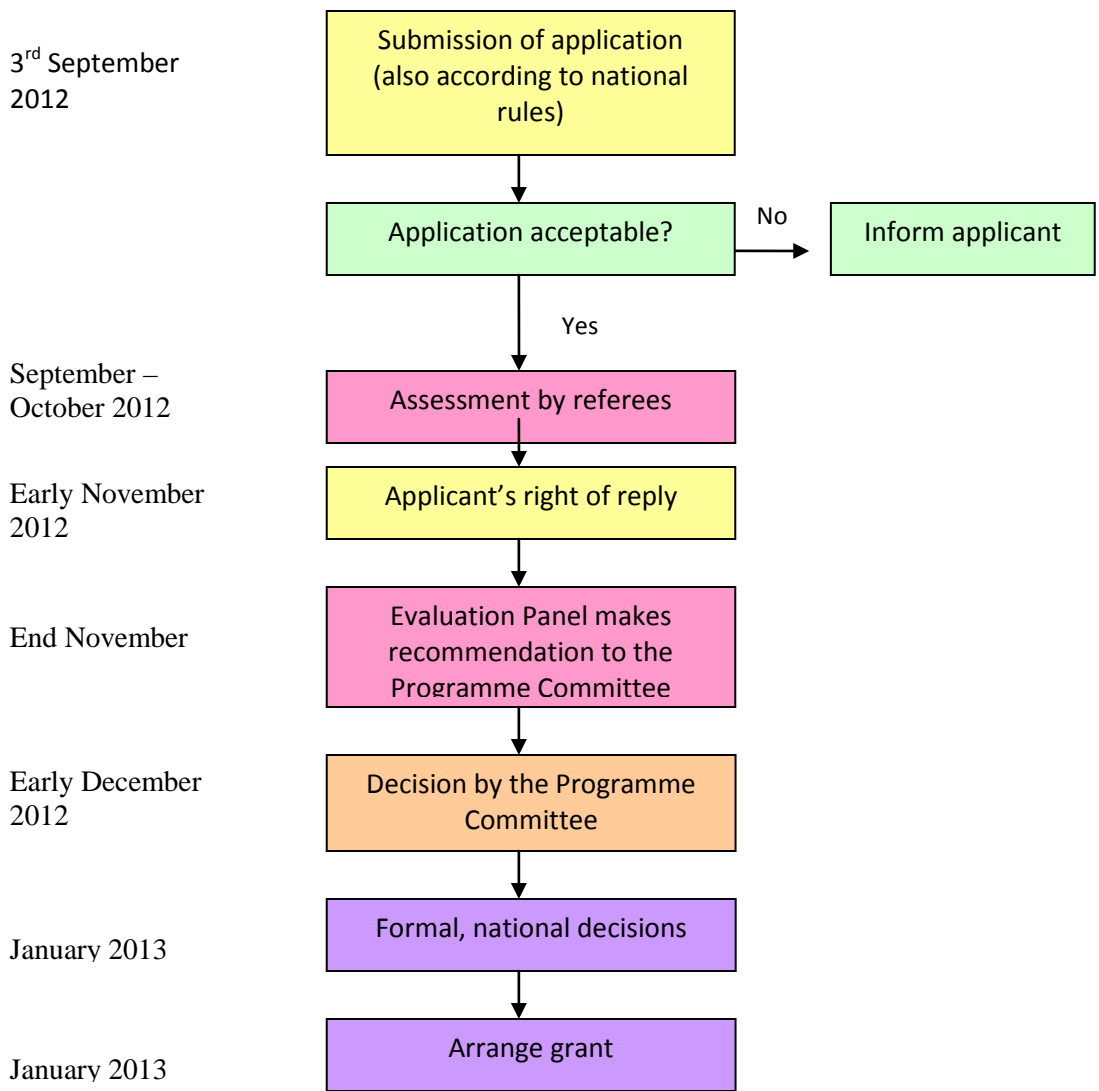 3rd September
2012
Submission of application
(also according to national
rules)
Application acceptable?
No
Inform applicant
Yes
September –
October 2012
Assessment by referees
Early November
2012
Applicant’s right of reply
End November
Evaluation Panel makes
recommendation to the
Programme Committee
Early December
2012
Decision by the Programme
Committee
January 2013
Formal, national decisions
January 2013
Arrange grant